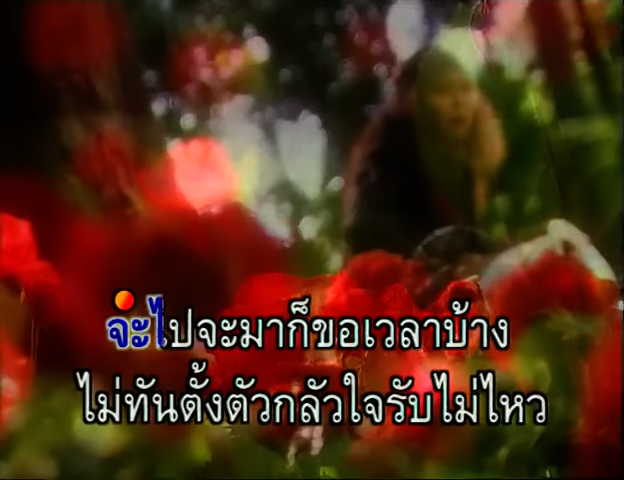 จะไปจะมาก็ขอเวลาบ้าง
ไม่ทันตั้งตัวกลัวใจรับไม่ไหว